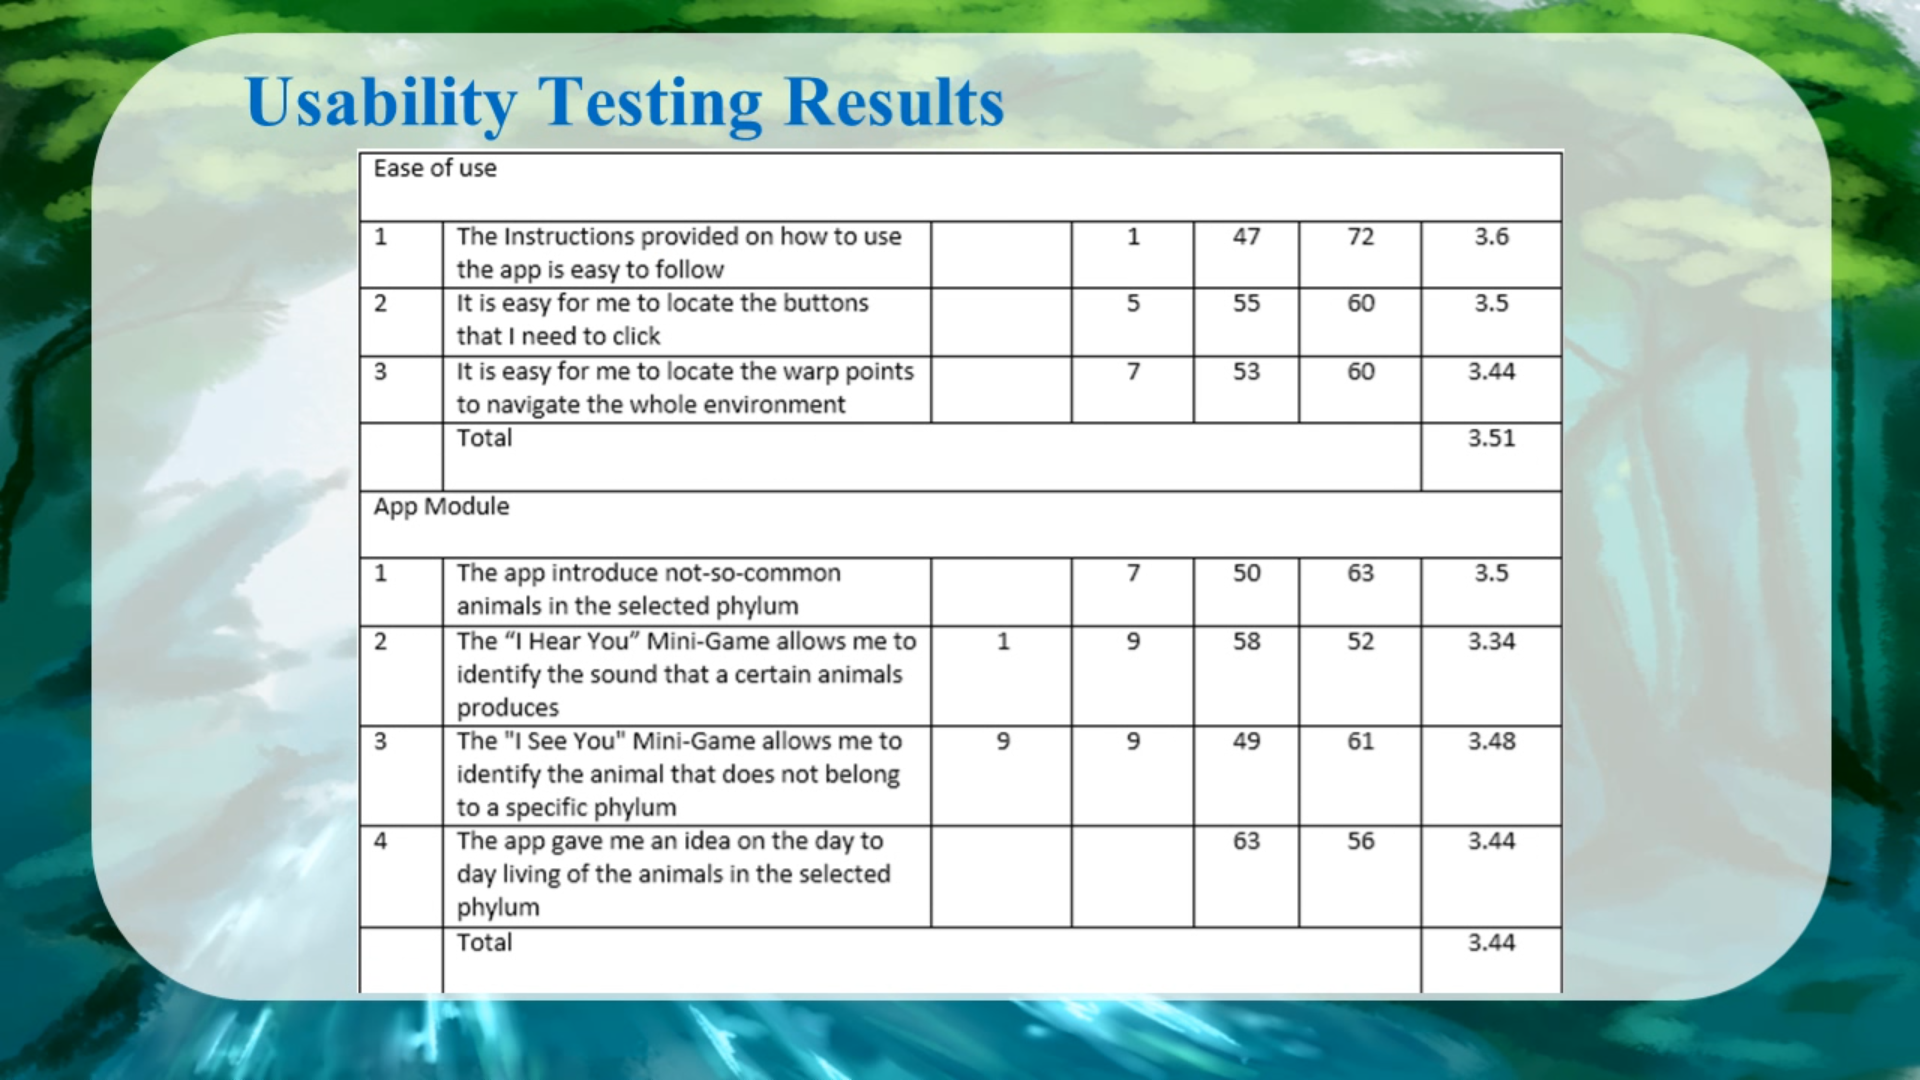 Usability Testing Results
Ease of use
1 The Instructions provided on how to use 1 47 72 3.6
the app is easy to follow
2 It is easy for me to locate the buttons 5 55 60 3.5
that I need to click
3 It is easy for me to locate the warp points 7 53 60 3.44
to navigate the whole environment
Total 3.51
App Module
1 The app introduce not-so-common 7 50 63 3.5
animals in the selected phylum
2 The “I Hear You” Mini-Game allows me to 1 9 58 52 3.34
identify the sound that a certain animals
produces
3 The "I See You" Mini-Game allows me to 9 9 49 61 3.48
identify the animal that does not belong
to a specific phylum
4 The app gave me an idea on the day to 63 56 3.44
day living of the animals in the selected
phylum
Total 3.44